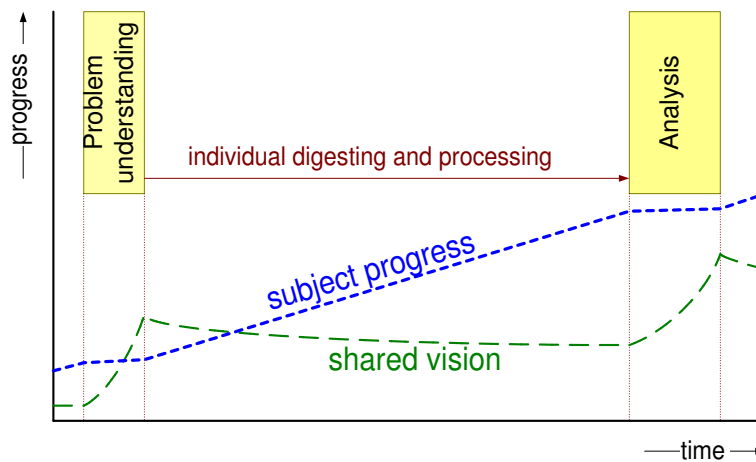 progress
Problem
understanding
Analysis
individual digesting and processing
subject progress
shared vision
time